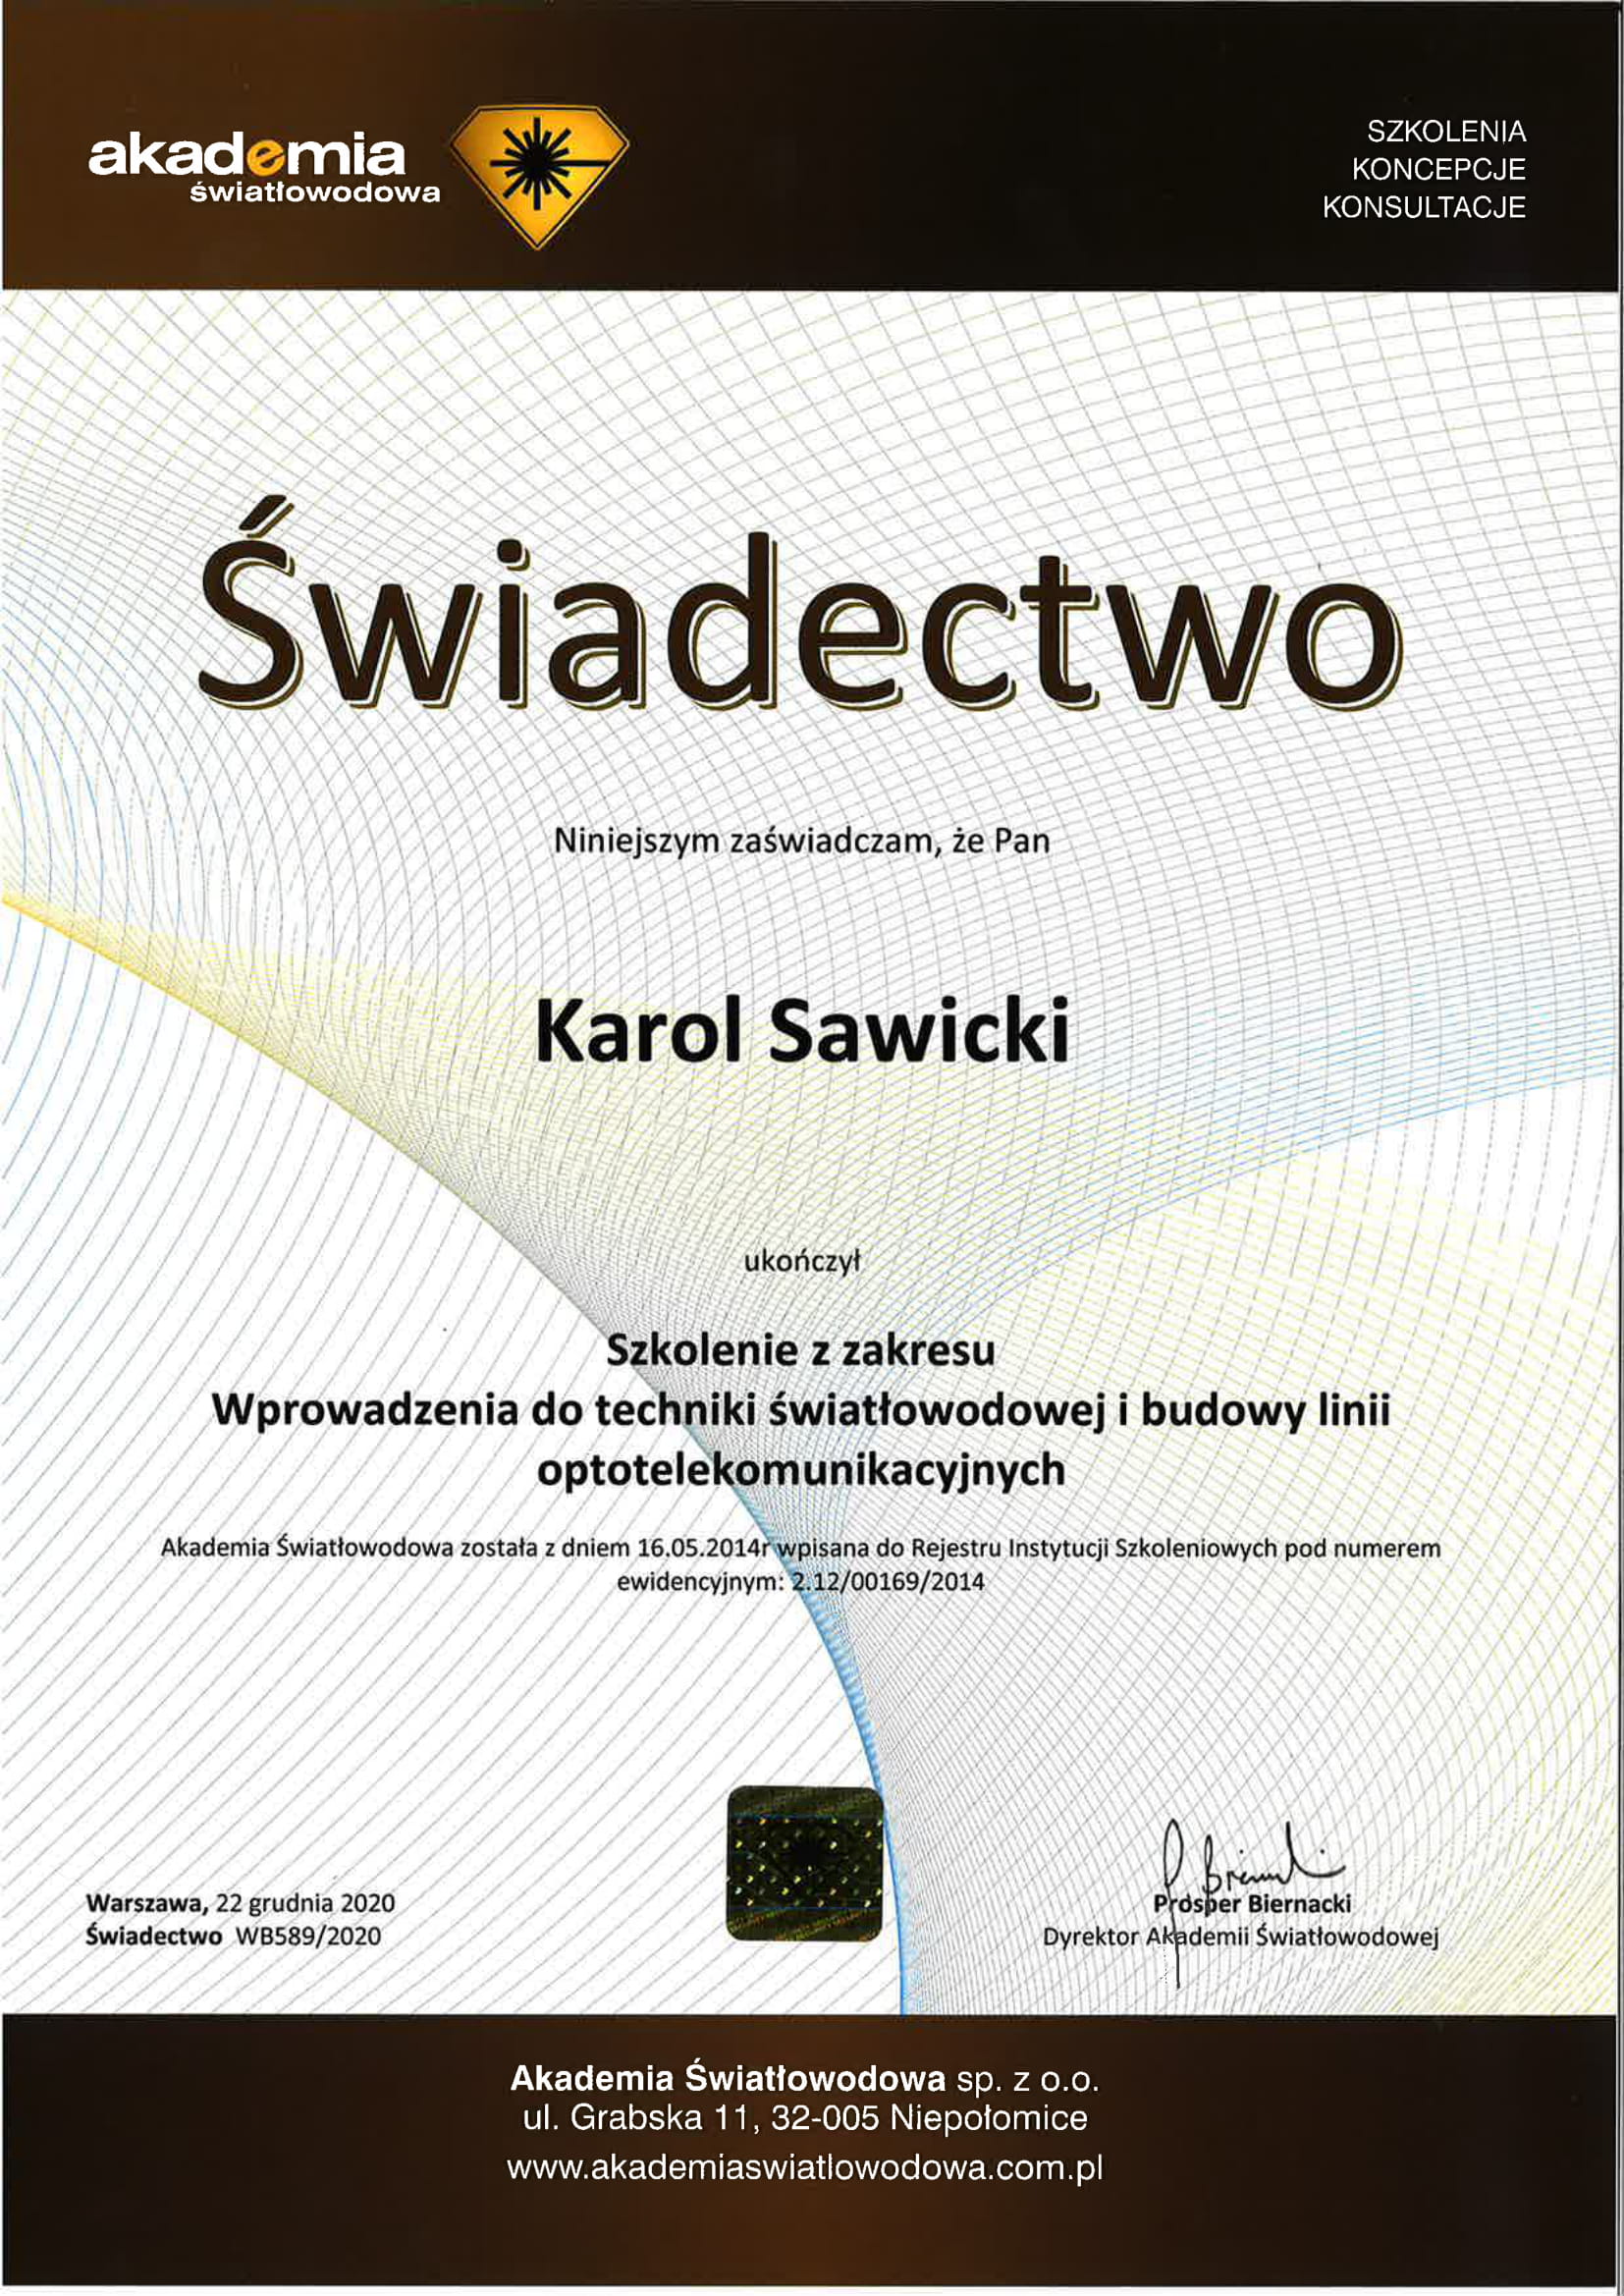 akademia
światłowodowa
SZKOLENIA
KONCEPCJE
KONSULTACJE
Świadectwo
Niniejszym zaświadczam, że Pan
Karol Sawicki
ukończył
Szkolenie z zakresu
Wprowadzenia do techniki światłowodowej i budowy linii
optotelekomunikacyjnych
Akademia Światłowodowa została z dniem 16.05.2014r wpisana do Rejestru Instytucji Szkoleniowych pod numerem
ewidencyjnym: 2.12/00169/2014
Warszawa, 22 grudnia 2020
Świadectwo WB589/2020
Prosper Biernacki
Dyrektor Akademii Światłowodowej
Akademia Światłowodowa sp. z o.o.
ul. Grabska 11, 32-005 Niepołomice
www.akademiaswiatlowodowa.com.pl